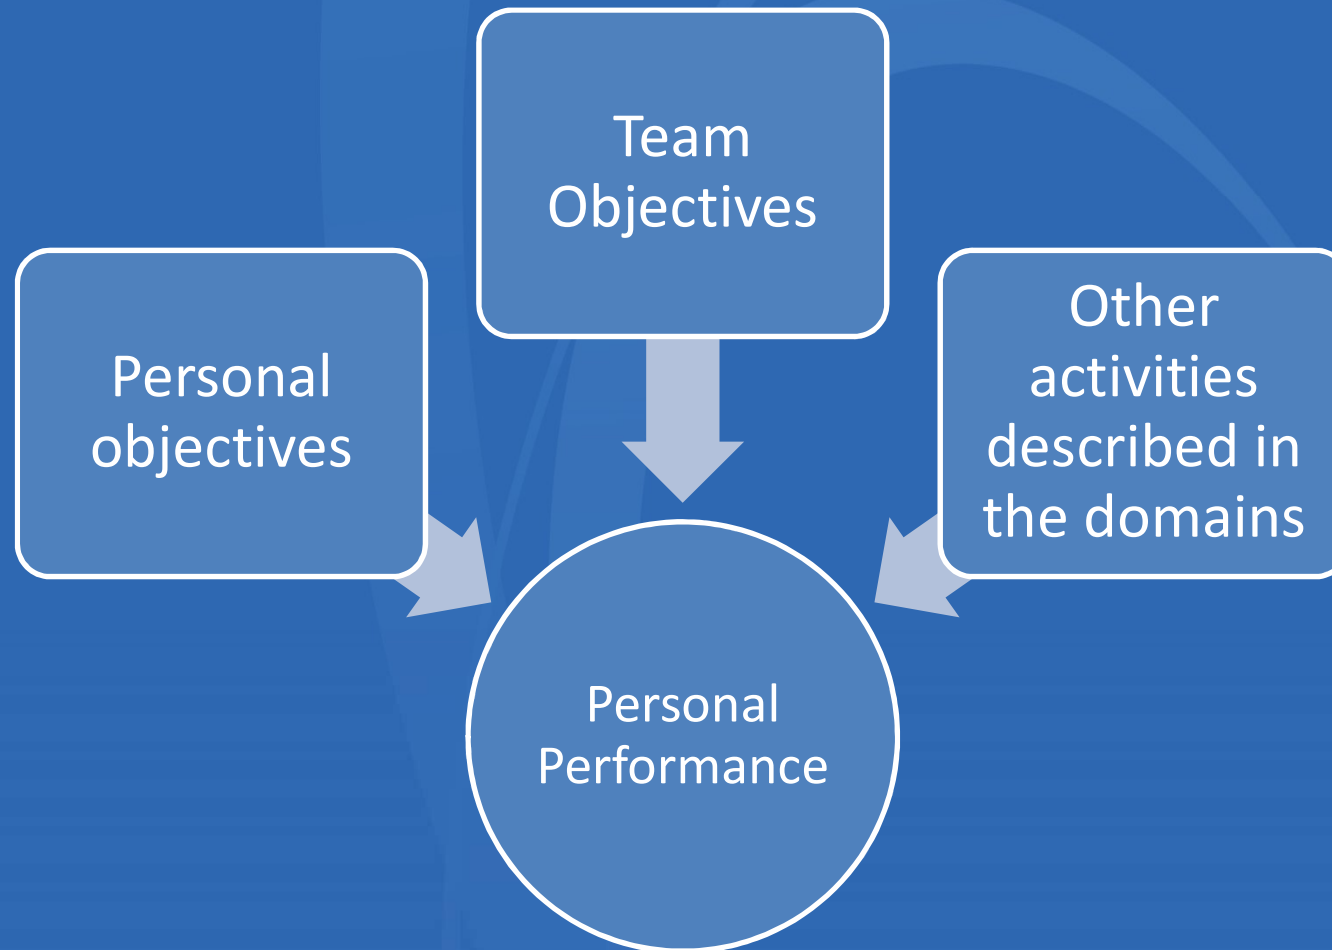 Team
Objectives
Personal
objectives
Other
activities
described in
the domains
Personal
Performance